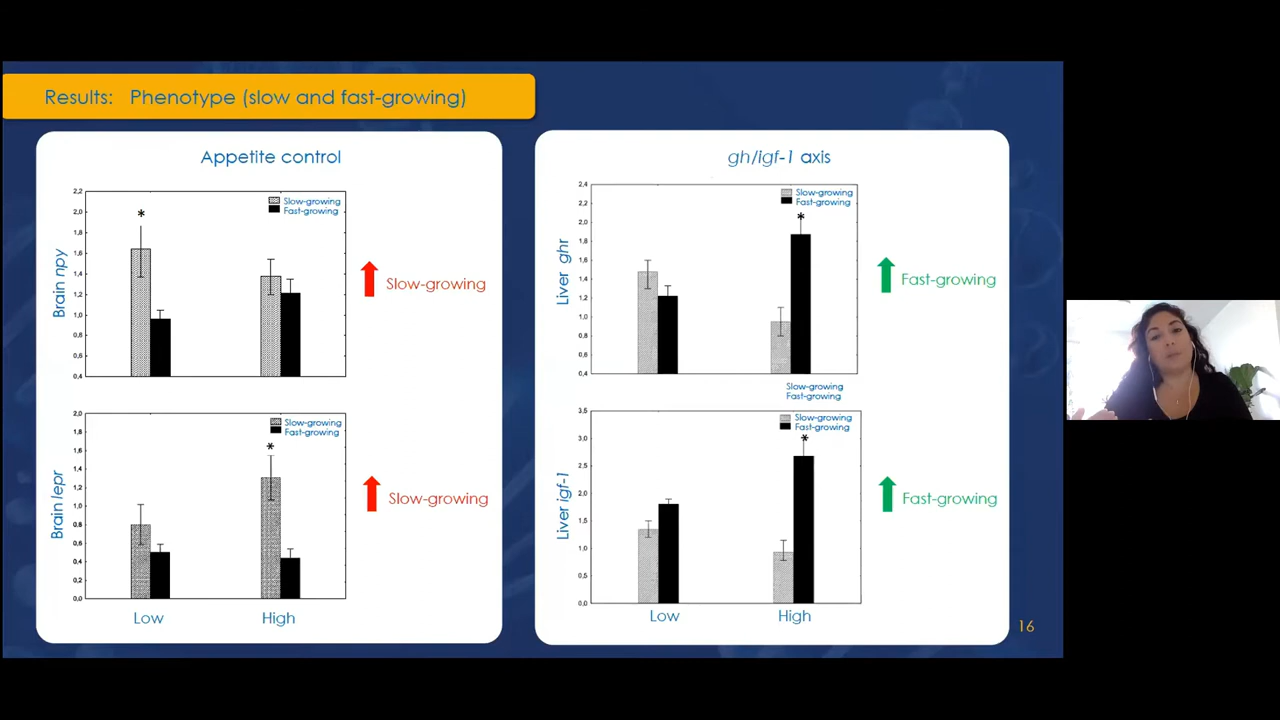 Results: Phenotype (slow and fast-growing)
Appetite control
2,2
2,0
1,8
1,6
1,4
1,2
1,0
0,8
0,6
0,4
Brain npy
*
Slow-growing
Fast-growing
Slow-growing
2,0
1,8
1,6
1,4
1,2
1,0
0,8
0,6
0,4
0,2
0,0
Brain lepr
*
Slow-growing
Fast-growing
Slow-growing
Low
High
gh/igf-1 axis
2,4
2,2
2,0
1,8
1,6
1,4
1,2
1,0
0,8
0,6
0,4
Liver ghr
Slow-growing
Fast-growing
*
Fast-growing
Slow-growing
Fast-growing
3,5
3,0
2,5
2,0
1,5
1,0
0,5
0,0
Liver igf-1
Slow-growing
Fast-growing
*
Fast-growing
Low
High
16